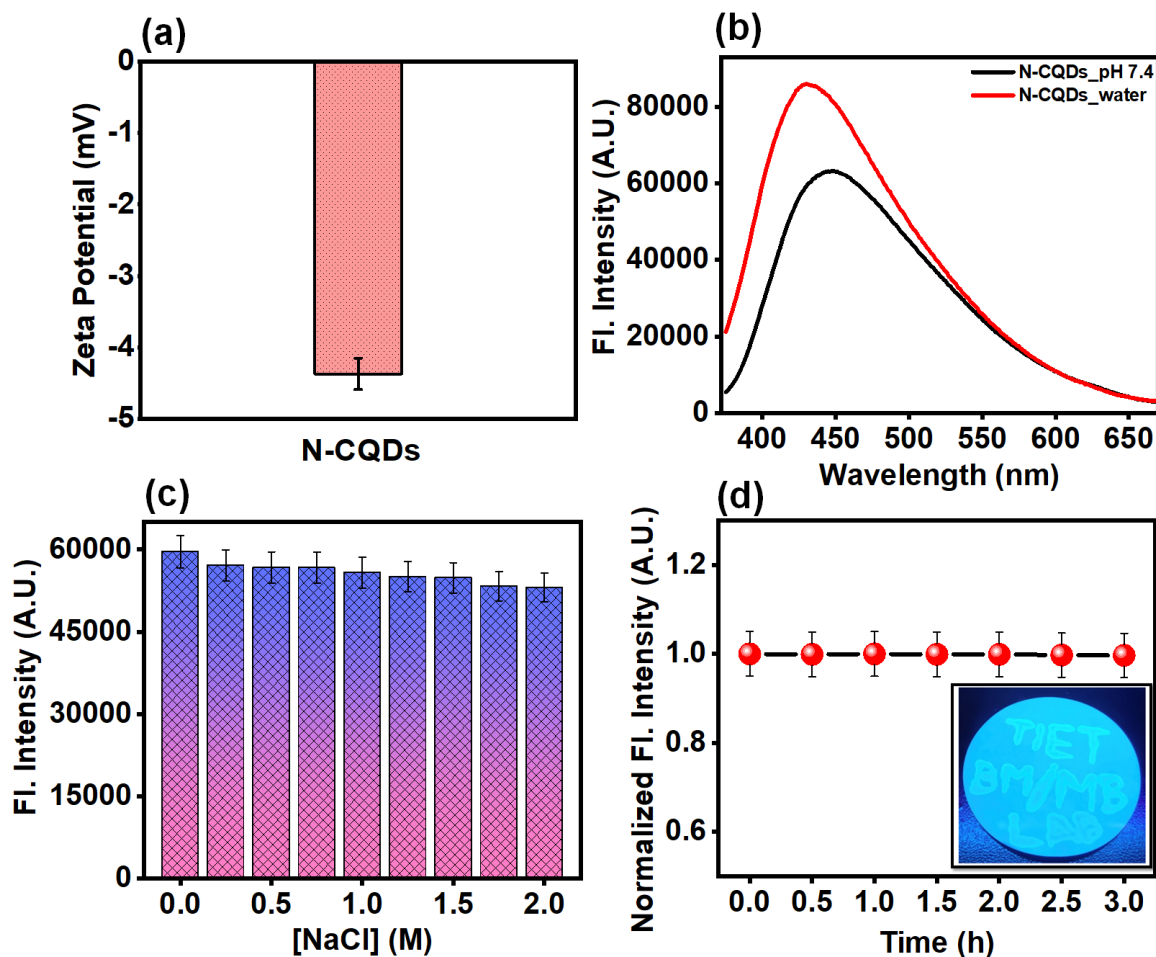 (a)
0
-1
-2
-3
-4
-5
Zeta Potential (mV)
N-CQDs
(b)
N-CQDs_pH 7.4
N-CQDs_water
80000
60000
40000
20000
0
Fl. Intensity (A.U.)
400 450 500 550 600 650
Wavelength (nm)
(c)
60000
45000
30000
15000
0
Fl. Intensity (A.U.)
0.0 0.5 1.0 1.5 2.0
[NaCl] (M)
(d)
1.2
1.0
0.8
0.6
Normalized Fl. Intensity (A.U.)
TIET
BM/MB
LAB
0.0 0.5 1.0 1.5 2.0 2.5 3.0
Time (h)